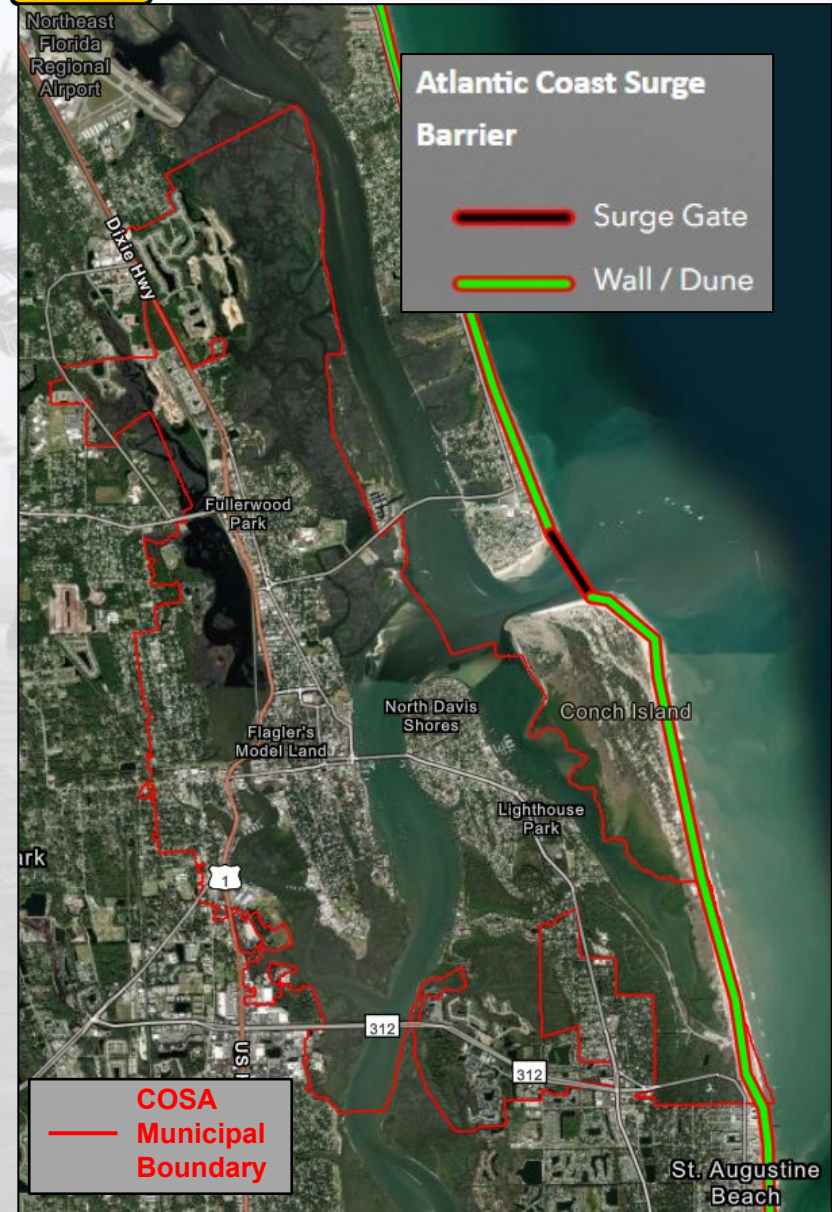 Northeast
Florida
Regional
Airport
Atlantic Coast Surge
Barrier
Surge Gate
Wall / Dune
Dixie Hwy
Fullerwood
Park
North Davis
Shores
Conch Island
Flagler's
Model Land
Lighthouse
Park
ark
1
312
312
US
COSA
Municipal
Boundary
St. Augustine
Beach